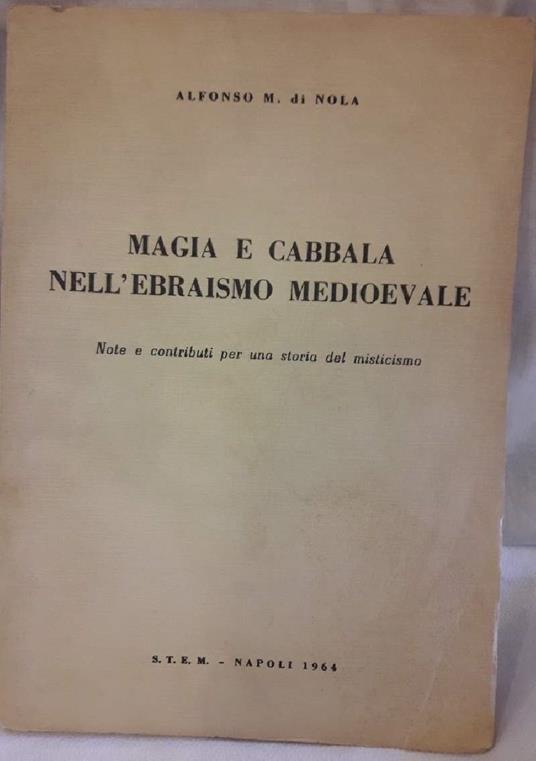 ALFONSO M. di NOLA
MAGIA E CABBALA
NELL'EBRAISMO MEDIOEVALE
Note e contributi per una storia del misticismo
S. T. E. M. - NAPOLI 1964